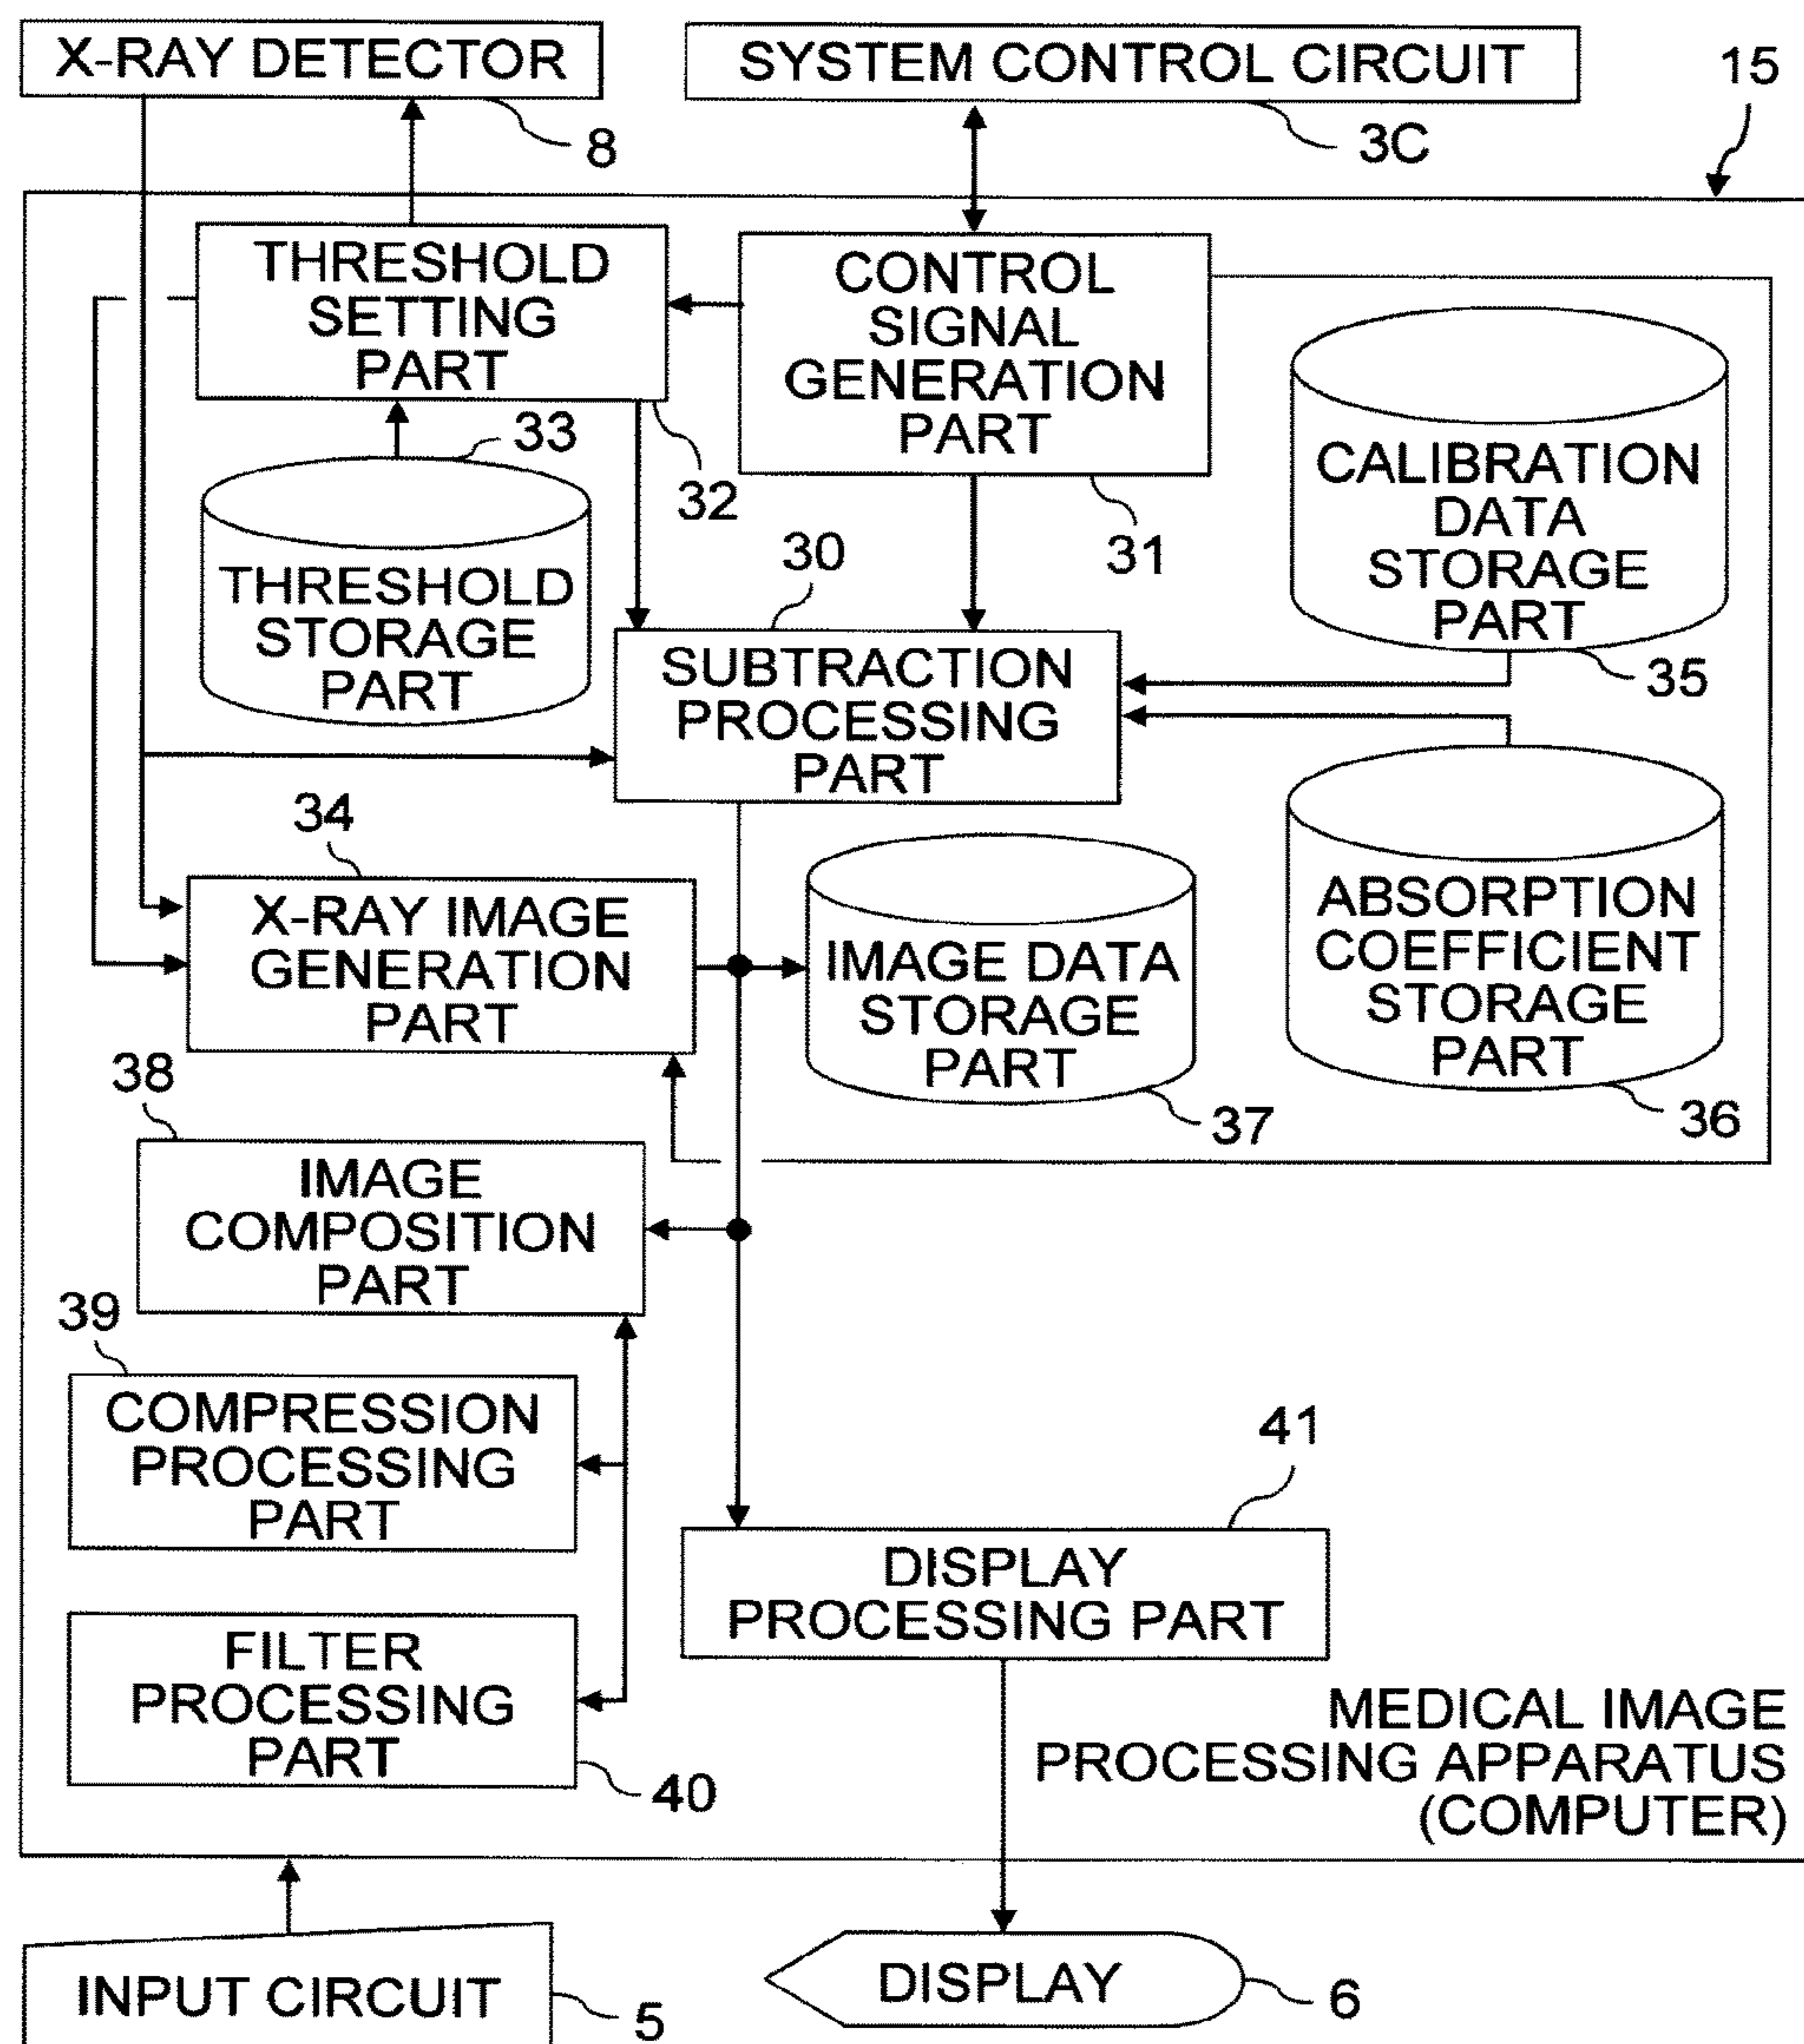 X-RAY DETECTOR
8
SYSTEM CONTROL CIRCUIT
3C
15
THRESHOLD
SETTING
PART
32
CONTROL
SIGNAL
GENERATION
PART
31
33
THRESHOLD
STORAGE
PART
CALIBRATION
DATA
STORAGE
PART
35
30
SUBTRACTION
PROCESSING
PART
34
X-RAY IMAGE
GENERATION
PART
IMAGE DATA
STORAGE
PART
37
ABSORPTION
COEFFICIENT
STORAGE
PART
36
38
IMAGE
COMPOSITION
PART
39
COMPRESSION
PROCESSING
PART
41
DISPLAY
PROCESSING PART
FILTER
PROCESSING
PART
40
MEDICAL IMAGE
PROCESSING APPARATUS
(COMPUTER)
INPUT CIRCUIT
5
DISPLAY
6